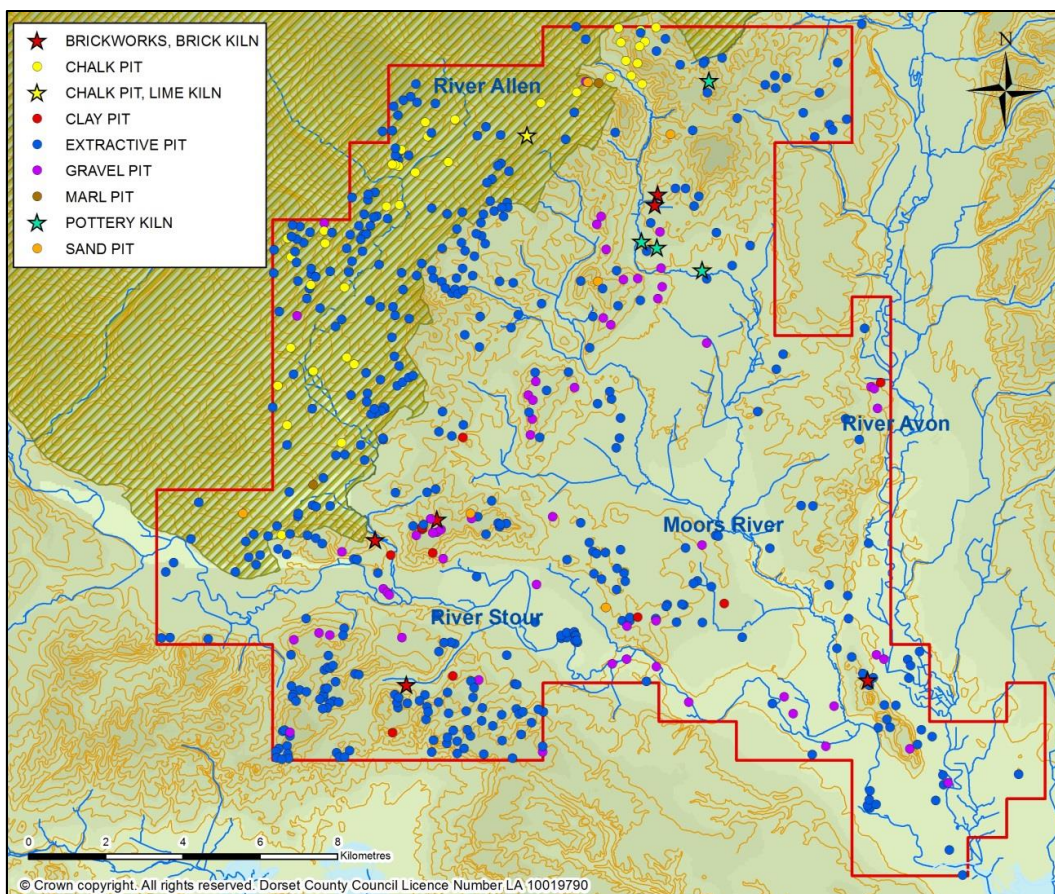 BRICKWORKS, BRICK KILN
CHALK PIT
CHALK PIT, LIME KILN
CLAY PIT
EXTRACTIVE PIT
GRAVEL PIT
MARL PIT
POTTERY KILN
SAND PIT
N
River Allen
River Avon
Moors River
River Stour
0 2 4 6 8
Kilometres
© Crown copyright. All rights reserved. Dorset County Council Licence Number LA 10019790